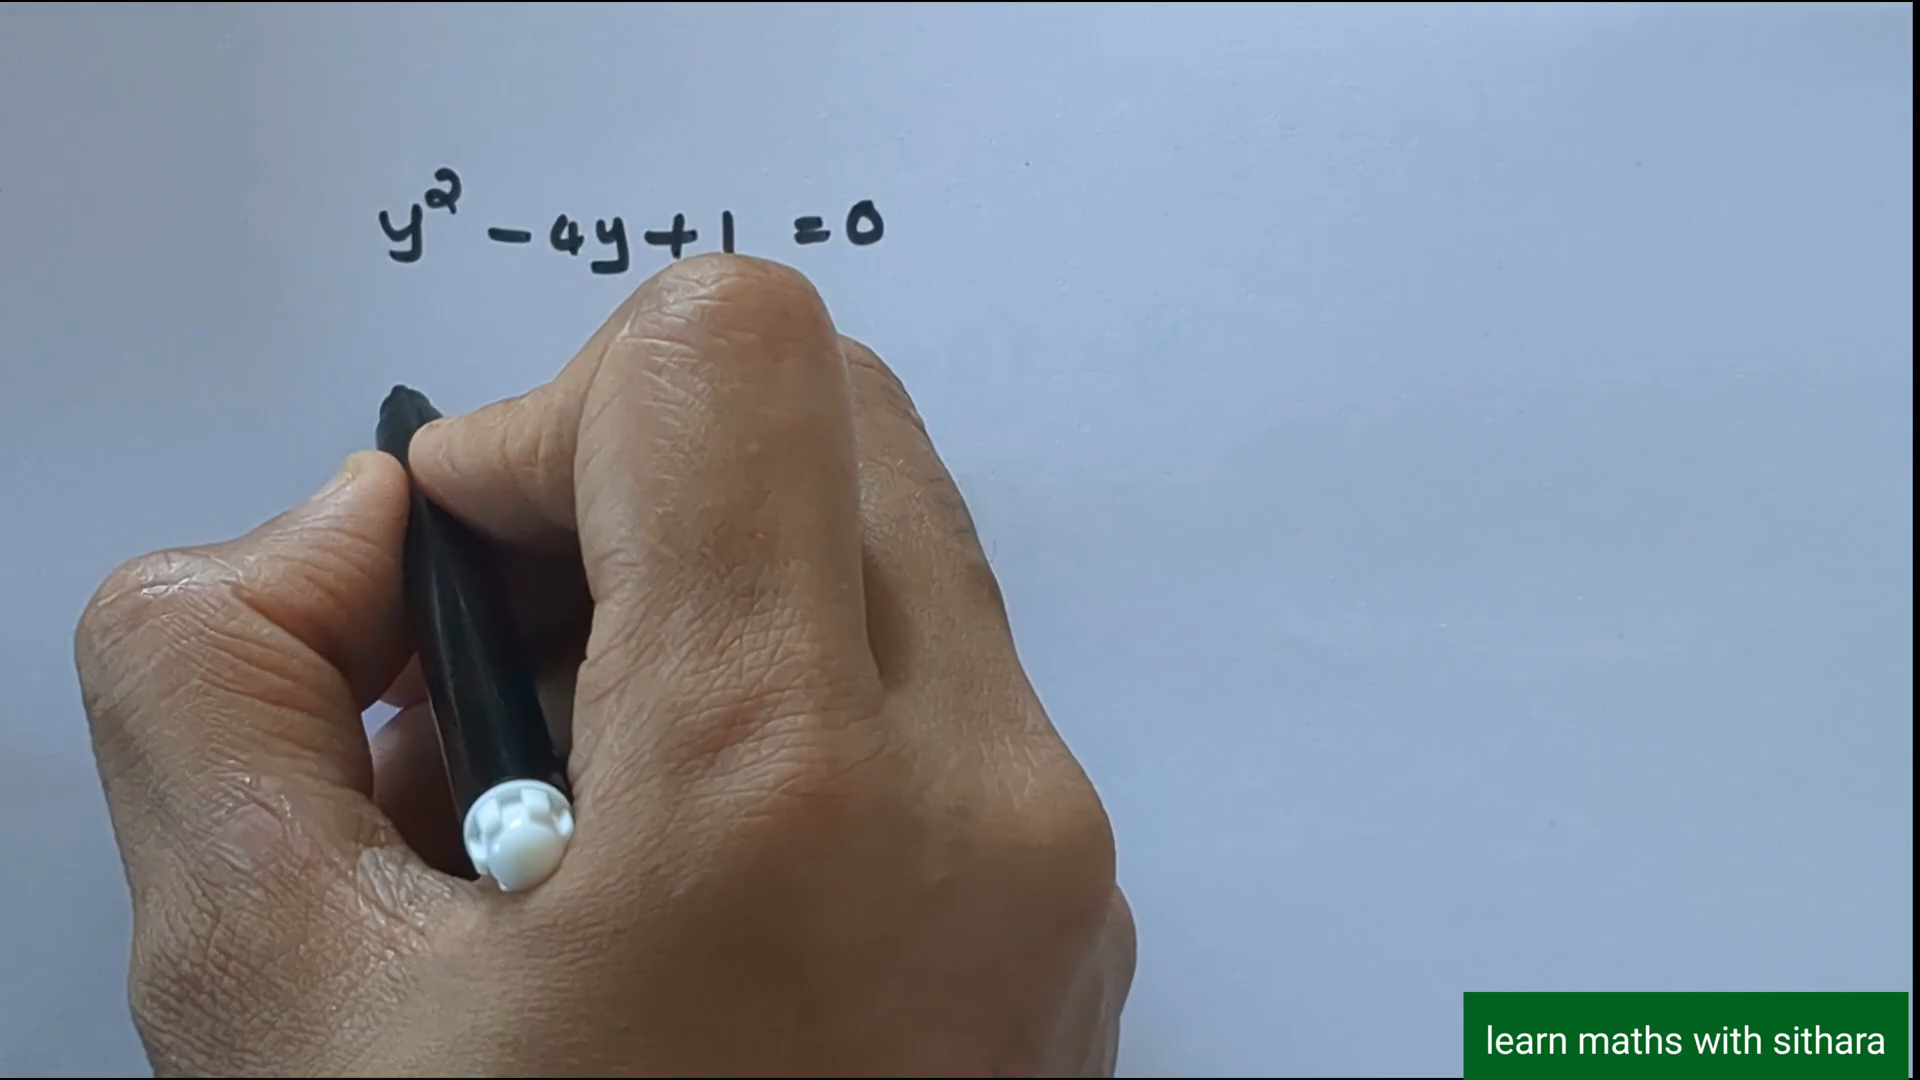 y² - 4y + 1 = 0
learn maths with sithara